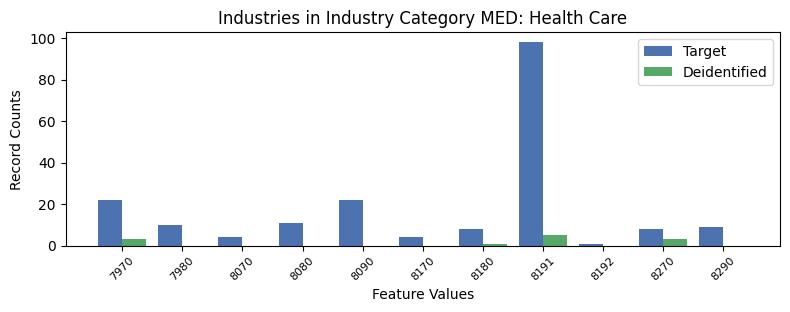 Industries in Industry Category MED: Health Care
Record Counts
100
80
60
40
20
0
Target
Deidentified
7970 7980 8070 8080 8090 8170 8180 8191 8192 8270 8290
Feature Values